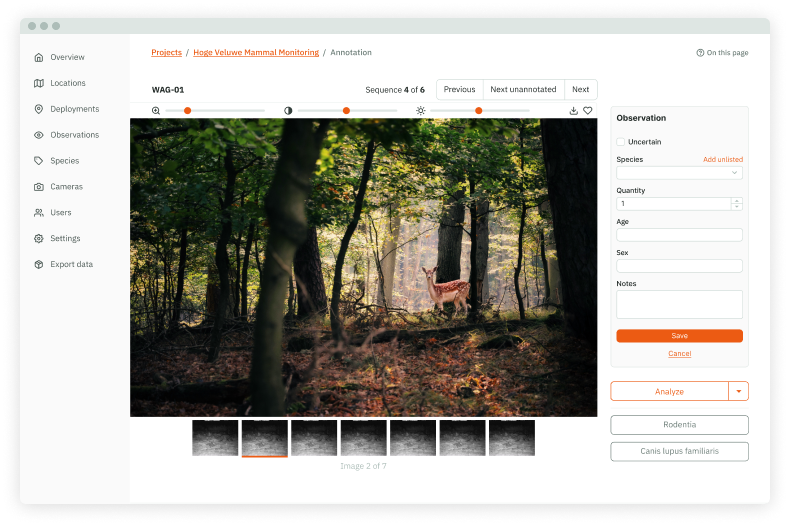 Overview
Locations
Deployments
Observations
Species
Cameras
Users
Settings
Export data
Projects / Hoge Veluwe Mammal Monitoring / Annotation
On this page
WAG-01
Sequence 4 of 6
Previous
Next unannotated
Next
Observation
Uncertain
Species
Add unlisted
Quantity
1
Age
Sex
Notes
Save
Cancel
Analyze
Rodentia
Canis lupus familiaris
Image 2 of 7